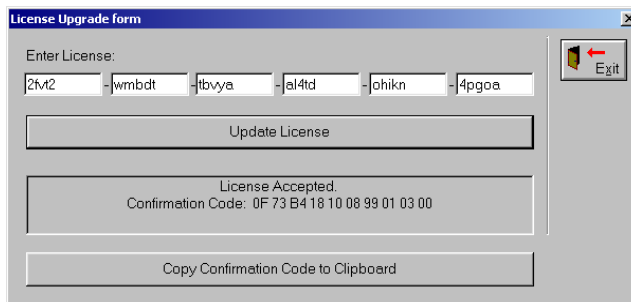 License Upgrade form
Enter License:
2fvt2 - wmbdt - tbvya - al4td - ohikn - 4pgoa
Exit
Update License
License Accepted.
Confirmation Code: 0F 73 B4 18 10 08 99 01 03 00
Copy Confirmation Code to Clipboard